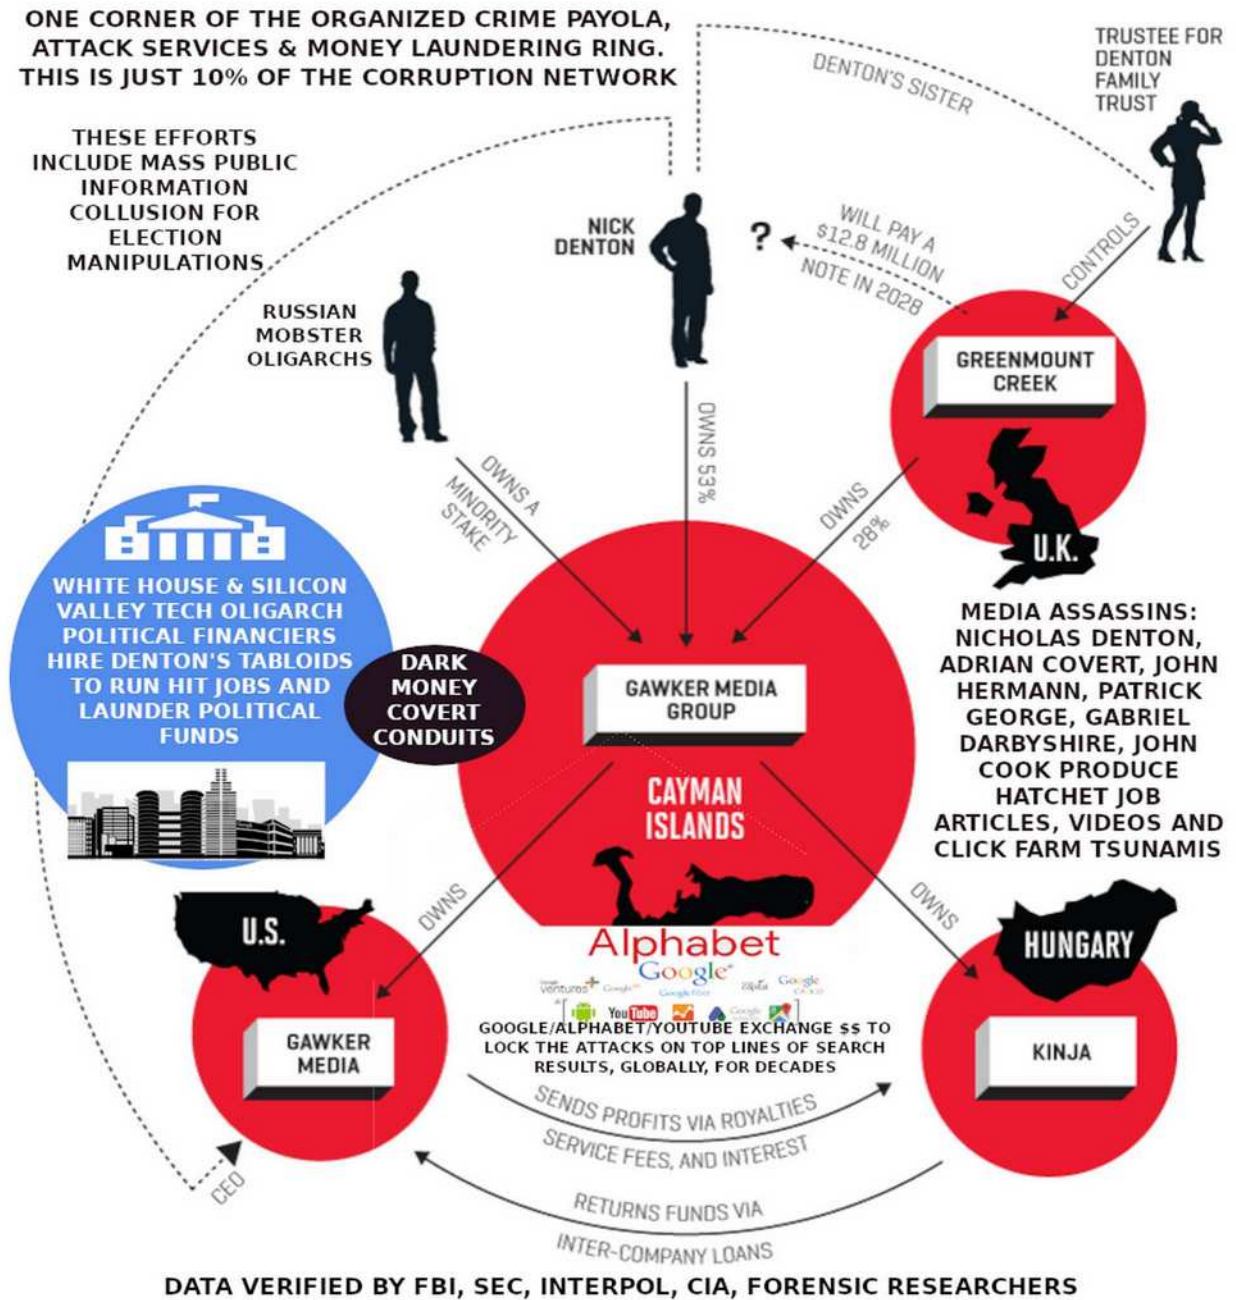 ONE CORNER OF THE ORGANIZED CRIME PAYOLA,
ATTACK SERVICES & MONEY LAUNDERING RING.
THIS IS JUST 10% OF THE CORRUPTION NETWORK
THESE EFFORTS
INCLUDE MASS PUBLIC
INFORMATION
COLLUSION FOR
ELECTION
MANIPULATIONS
DENTON'S SISTER
TRUSTEE FOR
DENTON
FAMILY
TRUST
NICK
DENTON
?
WILL PAY A
$12.8 MILLION
NOTE IN 2028
CONTROLS
RUSSIAN
MOBSTER
OLIGARCHS
GREENMOUNT
CREEK
U.K.
OWNS A
MINORITY
STAKE
OWNS 53%
OWNS
28%
WHITE HOUSE & SILICON
VALLEY TECH OLIGARCH
POLITICAL FINANCIERS
HIRE DENTON'S TABLOIDS
TO RUN HIT JOBS AND
LAUNDER POLITICAL
FUNDS
DARK
MONEY
COVERT
CONDUITS
GAWKER MEDIA
GROUP
CAYMAN
ISLANDS
MEDIA ASSASSINS:
NICHOLAS DENTON,
ADRIAN COVERT, JOHN
HERMANN, PATRICK
GEORGE, GABRIEL
DARBYSHIRE, JOHN
COOK PRODUCE
HATCHET JOB
ARTICLES, VIDEOS AND
CLICK FARM TSUNAMIS
OWNS
OWNS
U.S.
GAWKER
MEDIA
CEO
Alphabet
Google
ventures
Google
YouTube
GOOGLE/ALPHABET/YOUTUBE EXCHANGE $$ TO
LOCK THE ATTACKS ON TOP LINES OF SEARCH
RESULTS, GLOBALLY, FOR DECADES
HUNGARY
KINJA
SENDS PROFITS VIA ROYALTIES
SERVICE FEES, AND INTEREST
RETURNS FUNDS VIA
INTER-COMPANY LOANS
DATA VERIFIED BY FBI, SEC, INTERPOL, CIA, FORENSIC RESEARCHERS